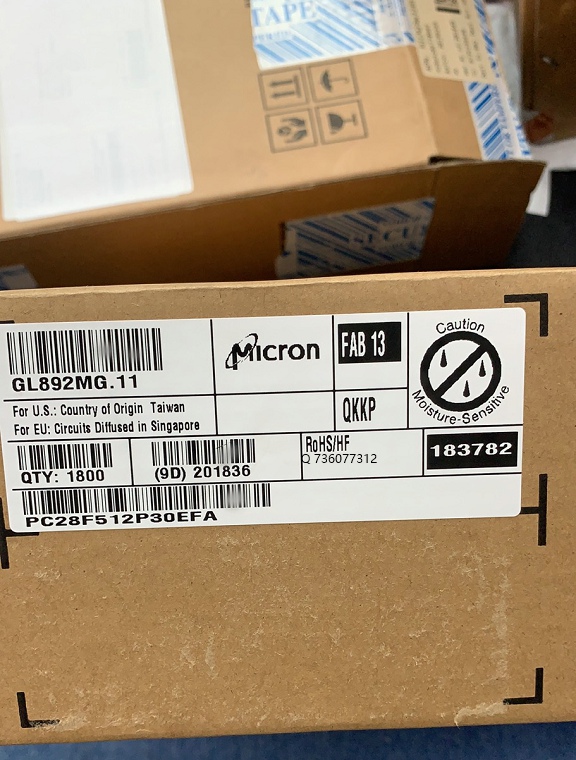 TAPE
SECU
Micron
FAB 13
Caution
Moisture-Sensitive
GL892MG.11
For U.S.: Country of Origin Taiwan
For EU: Circuits Diffused in Singapore
QKKP
QTY: 1800
(9D) 201836
RoHS/HF
Q 736077312
183782
PC28F512P30EFA